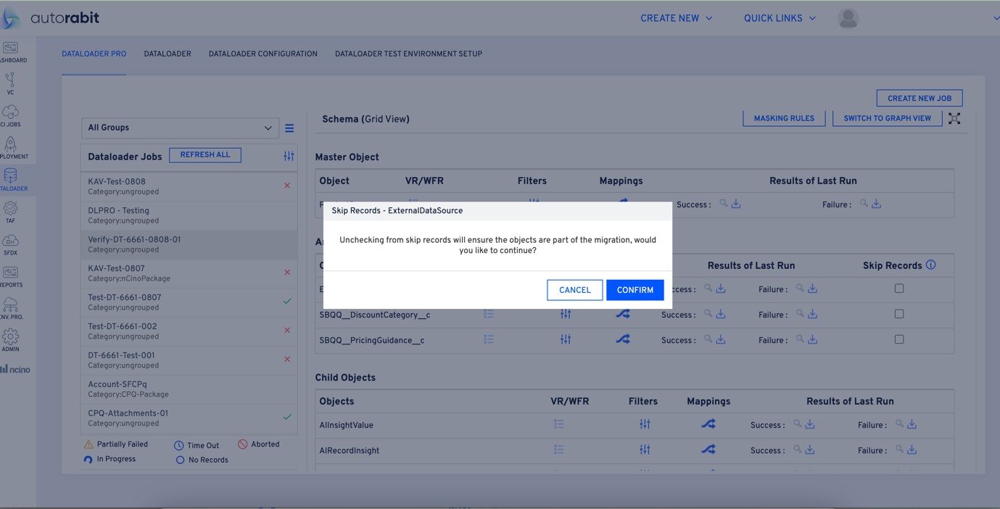 autorabit
CREATE NEW
QUICK LINKS
DATALOADER PRO
DATALOADER
DATALOADER CONFIGURATION
DATALOADER TEST ENVIRONMENT SETUP
ASHBOARD
VC
CI JOBS
PLOYMENT
TALOADER
TAF
SFDX
REPORTS
ENV. PRO.
ADMIN
ncino
CREATE NEW JOB
All Groups
Schema (Grid View)
MASKING RULES
SWITCH TO GRAPH VIEW
Dataloader Jobs
REFRESH ALL
KAV-Test-0808
Category:ungrouped
DLPRO - Testing
Category:ungrouped
Verify-DT-6661-0808-01
Category:ungrouped
KAV-Test-0807
Category:nCinoPackage
Test-DT-6661-0807
Category:ungrouped
Test-DT-6661-002
Category:ungrouped
DT-6661-Test-001
Category:ungrouped
Account-SFCPq
Category:CPQ-Package
CPQ-Attachments-01
Category:ungrouped
Partially Failed
Time Out
Aborted
In Progress
No Records
Master Object
Object VR/WFR Filters Mappings Results of Last Run
Success : Failure :
Skip Records - ExternalDataSource
Unchecking from skip records will ensure the objects are part of the migration, would
you like to continue?
CANCEL
CONFIRM
Results of Last Run Skip Records
ccess : Failure :
SBQQ__DiscountCategory__c Success : Failure :
SBQQ__PricingGuidance__c Success : Failure :
Child Objects
Objects VR/WFR Filters Mappings Results of Last Run
AIInsightValue Success : Failure :
AIRecordInsight Success : Failure :